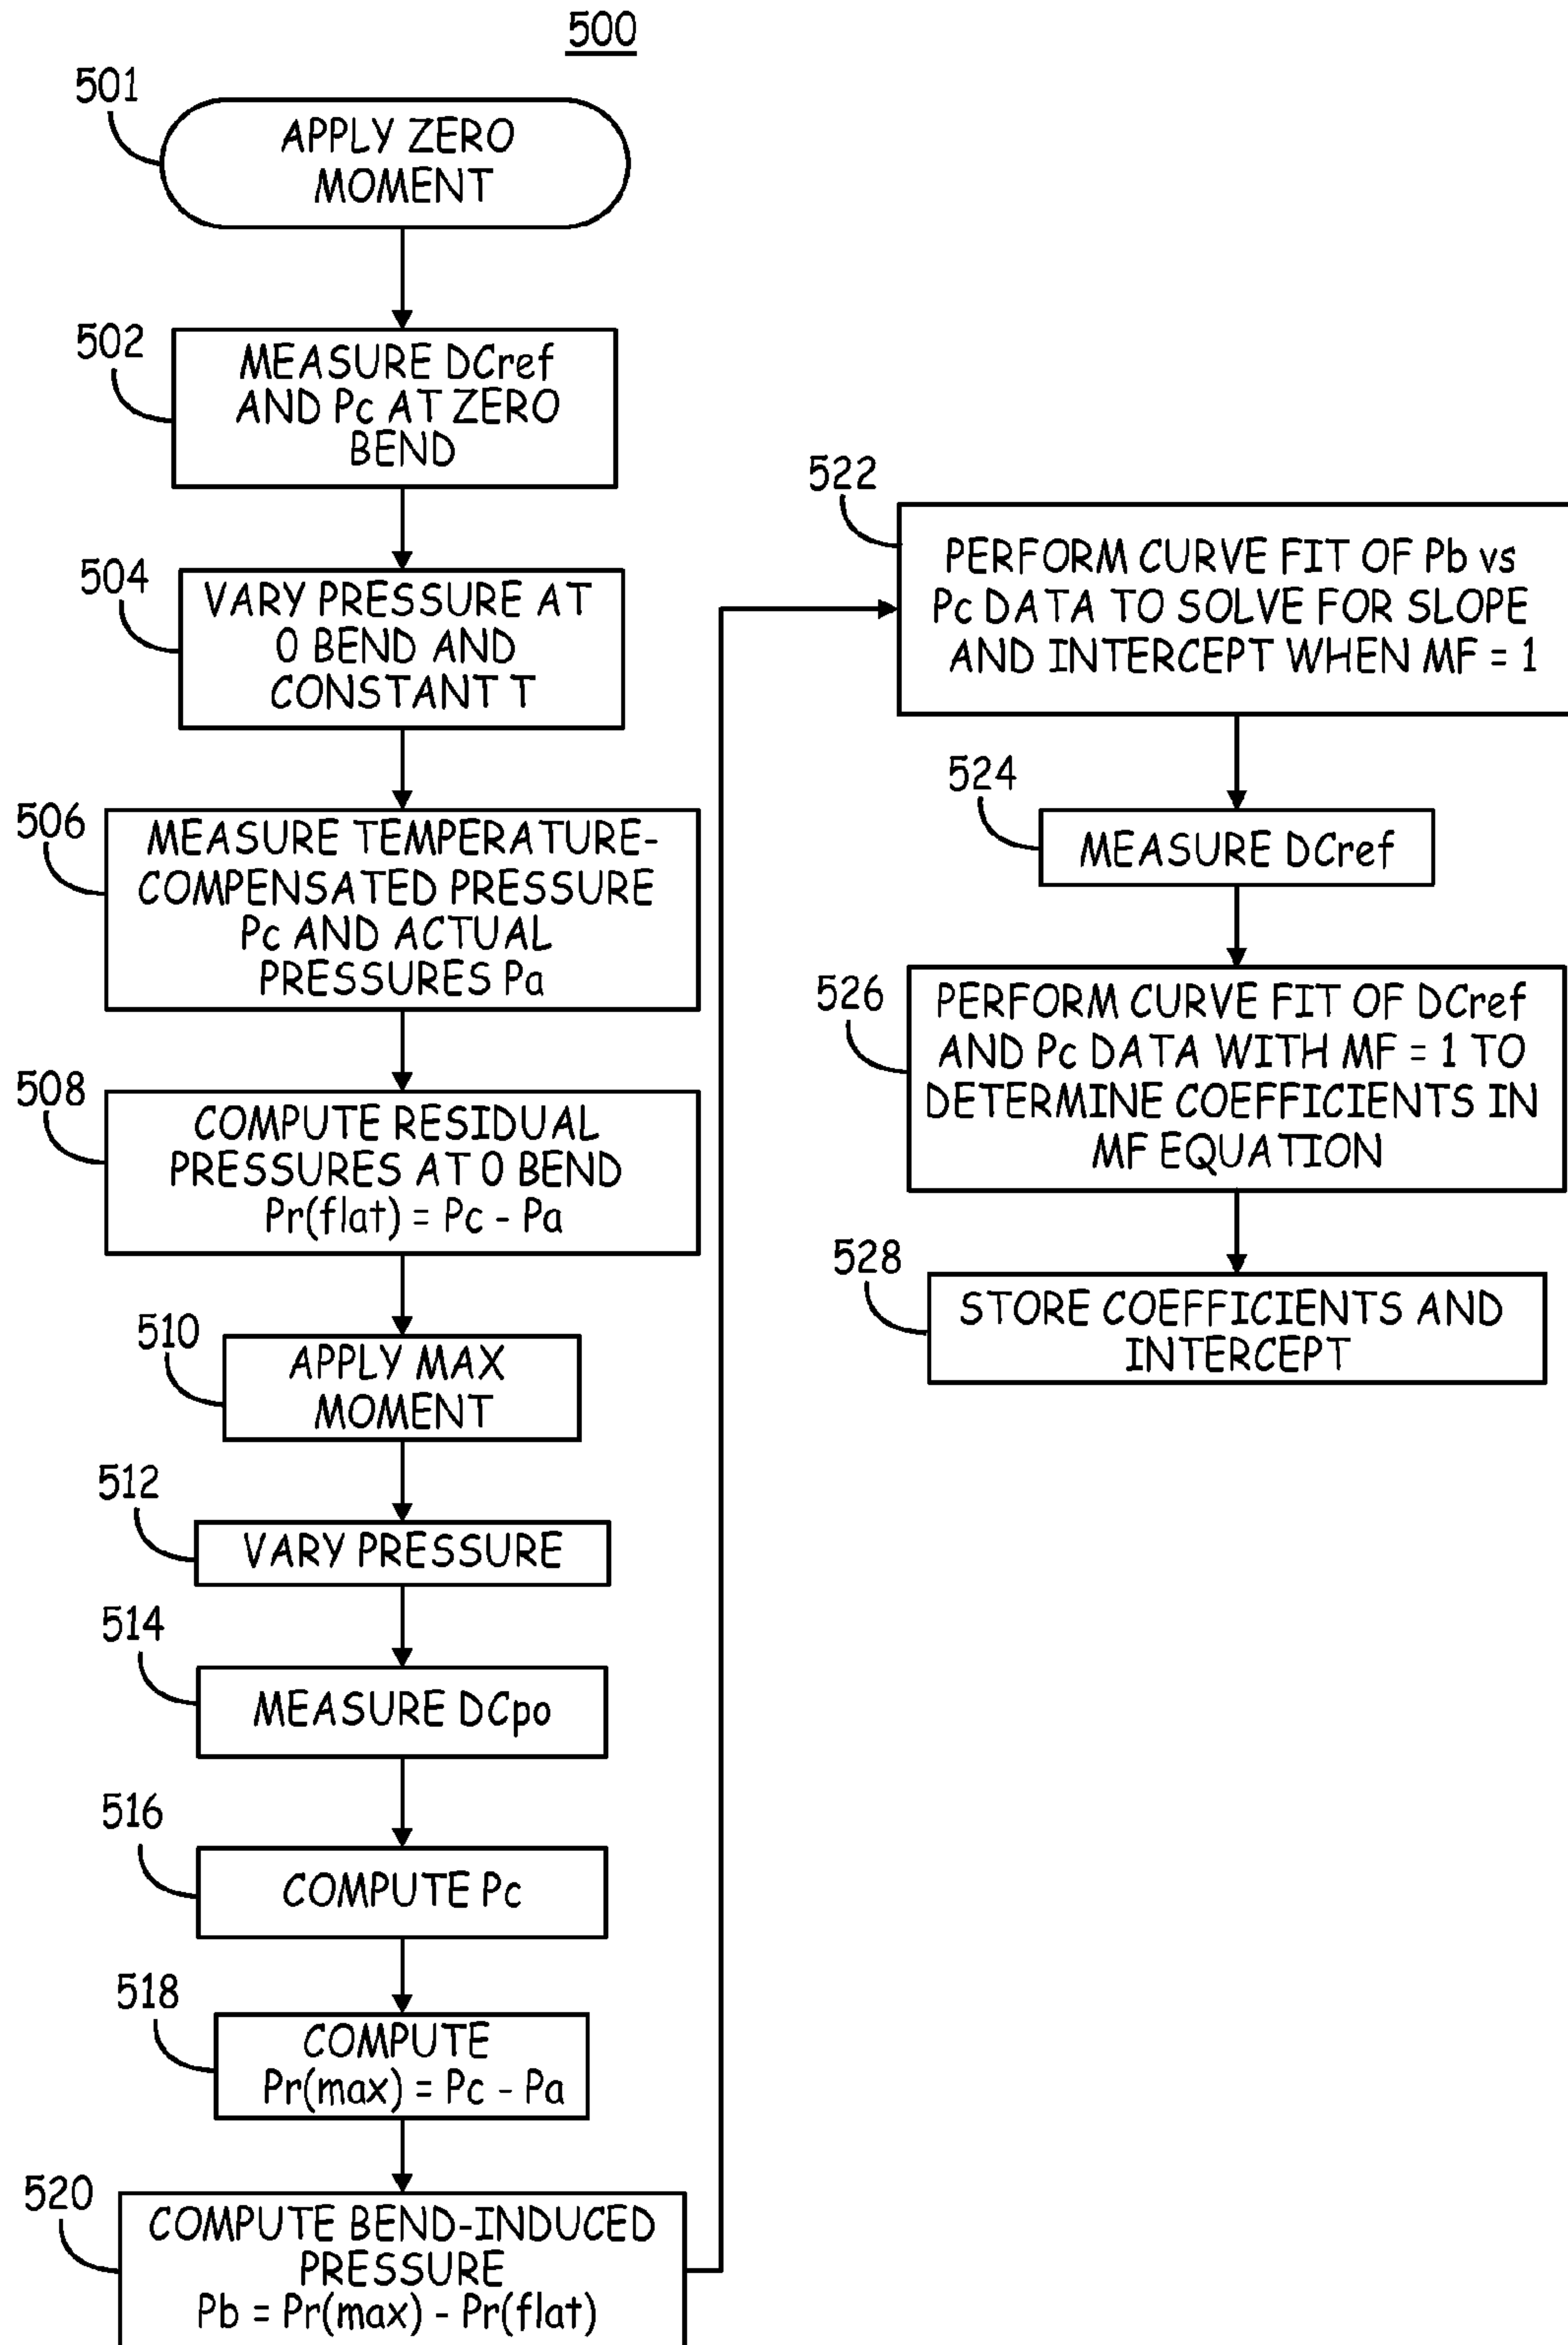 500
501
APPLY ZERO
MOMENT
502
MEASURE DCref
AND Pc AT ZERO
BEND
504
VARY PRESSURE AT
0 BEND AND
CONSTANT T
506
MEASURE TEMPERATURE-
COMPENSATED PRESSURE
Pc AND ACTUAL
PRESSURES Pa
508
COMPUTE RESIDUAL
PRESSURES AT 0 BEND
Pr(flat) = Pc - Pa
510
APPLY MAX
MOMENT
512
VARY PRESSURE
514
MEASURE DCpo
516
COMPUTE Pc
518
COMPUTE
Pr(max) = Pc - Pa
520
COMPUTE BEND-INDUCED
PRESSURE
Pb = Pr(max) - Pr(flat)
522
PERFORM CURVE FIT OF Pb vs
Pc DATA TO SOLVE FOR SLOPE
AND INTERCEPT WHEN MF = 1
524
MEASURE DCref
526
PERFORM CURVE FIT OF DCref
AND Pc DATA WITH MF = 1 TO
DETERMINE COEFFICIENTS IN
MF EQUATION
528
STORE COEFFICIENTS AND
INTERCEPT